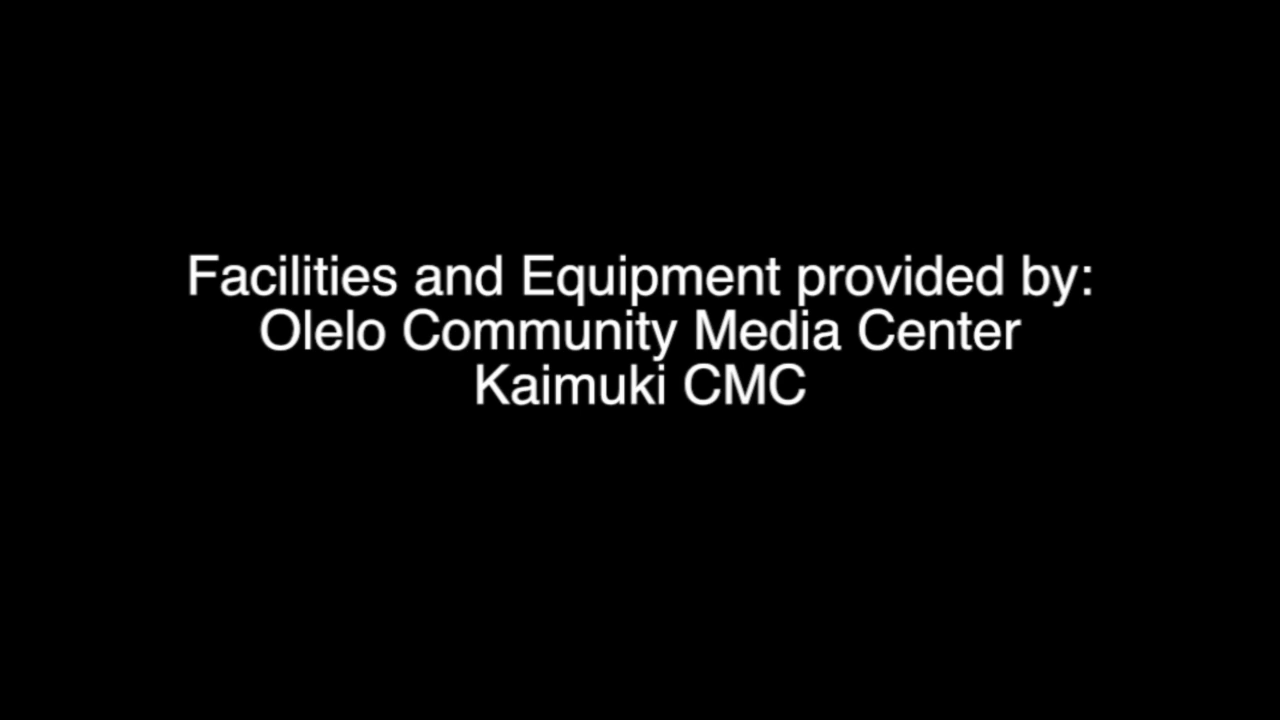 Facilities and Equipment provided by:
Olelo Community Media Center
Kaimuki CMC